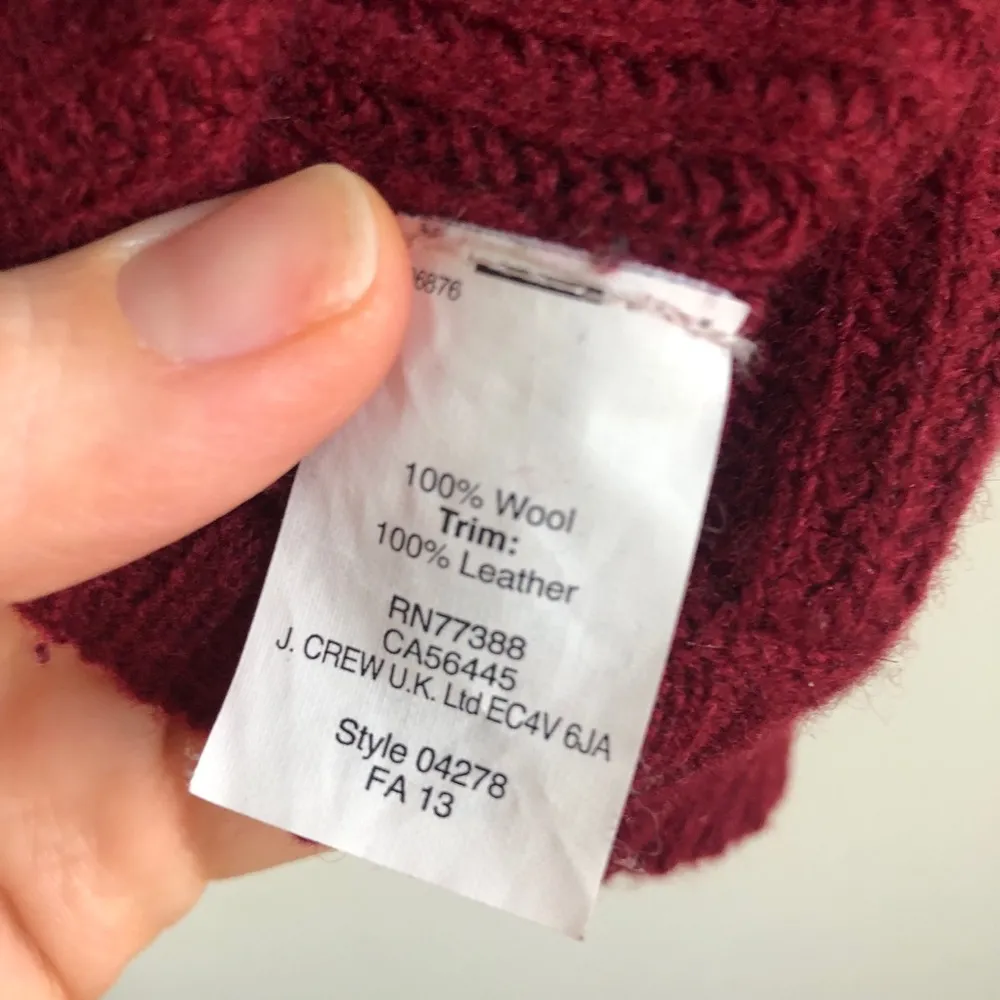 6876
100% Wool
Trim:
100% Leather
RN77388
CA56445
J. CREW U.K. Ltd EC4V 6JA
Style 04278
FA 13